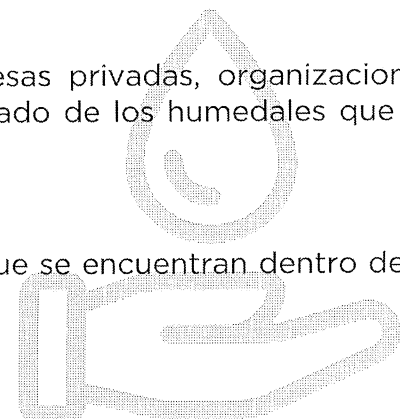 esas privadas, organizacion
ado de los humedales que
ue se encuentran dentro de